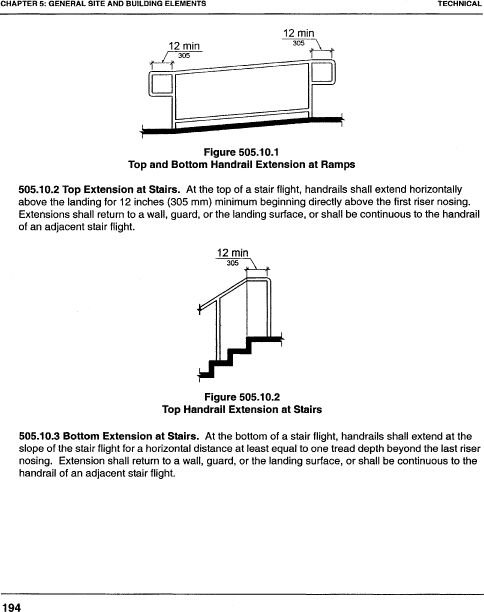 CHAPTER 5: GENERAL SITE AND BUILDING ELEMENTS TECHNICAL
12 min
305
12 min
305
Figure 505.10.1
Top and Bottom Handrail Extension at Ramps
505.10.2 Top Extension at Stairs. At the top of a stair flight, handrails shall extend horizontally
above the landing for 12 inches (305 mm) minimum beginning directly above the first riser nosing.
Extensions shall return to a wall, guard, or the landing surface, or shall be continuous to the handrail
of an adjacent stair flight.
12 min
305
Figure 505.10.2
Top Handrail Extension at Stairs
505.10.3 Bottom Extension at Stairs. At the bottom of a stair flight, handrails shall extend at the
slope of the stair flight for a horizontal distance at least equal to one tread depth beyond the last riser
nosing. Extension shall return to a wall, guard, or the landing surface, or shall be continuous to the
handrail of an adjacent stair flight.
194